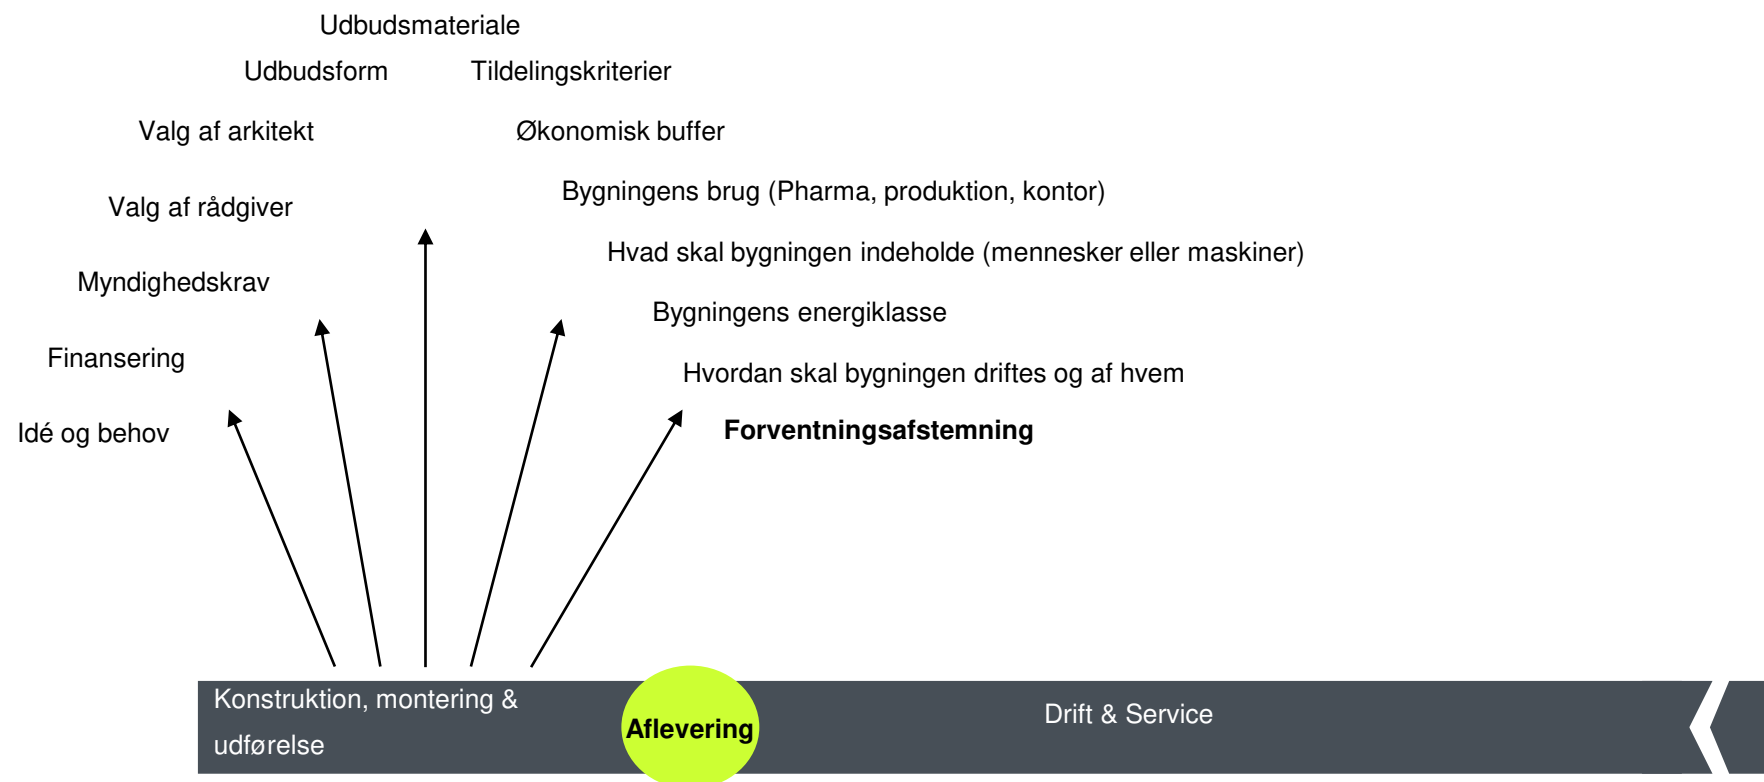 Udbudsmateriale
Udbudsform
Tildelingskriterier
Valg af arkitekt
Økonomisk buffer
Valg af rådgiver
Bygningens brug (Pharma, produktion, kontor)
Hvad skal bygningen indeholde (mennesker eller maskiner)
Myndighedskrav
Bygningens energiklasse
Finansering
Hvordan skal bygningen driftes og af hvem
Idé og behov
Forventningsafstemning
Konstruktion, montering &
udførelse
Aflevering
Drift & Service